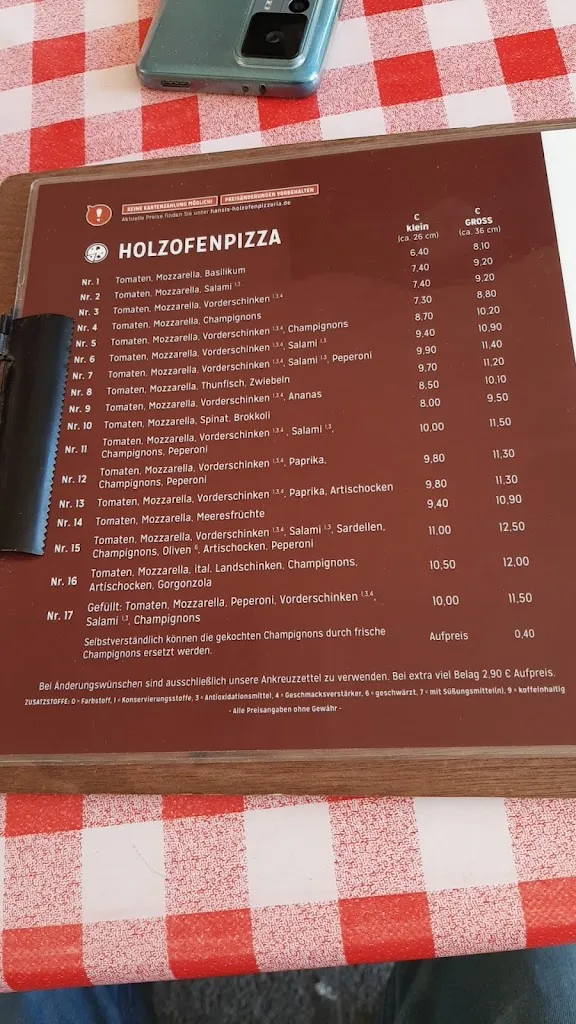 KEINE KARTENZAHLUNG MÖGLICH! PREISÄNDERUNGEN VORBEHALTEN
Aktuelle Preise finden Sie unter hansis-holzofenpizzeria.de
HOLZOFENPIZZA
€ klein (ca. 26 cm) € GROSS (ca. 36 cm)
Nr. 1 Tomaten, Mozzarella, Basilikum 6,40 8,10
Nr. 2 Tomaten, Mozzarella, Salami 1,3 7,40 9,20
Nr. 3 Tomaten, Mozzarella, Vorderschinken 1,3,4 7,40 9,20
Nr. 4 Tomaten, Mozzarella, Champignons 7,30 8,80
Nr. 5 Tomaten, Mozzarella, Vorderschinken 1,3,4, Champignons 8,70 10,20
Nr. 6 Tomaten, Mozzarella, Vorderschinken 1,3,4, Salami 1,3 9,40 10,90
Nr. 7 Tomaten, Mozzarella, Vorderschinken 1,3,4, Salami 1,3, Peperoni 9,90 11,40
Nr. 8 Tomaten, Mozzarella, Thunfisch, Zwiebeln 9,70 11,20
Nr. 9 Tomaten, Mozzarella, Vorderschinken 1,3,4, Ananas 8,50 10,10
Nr. 10 Tomaten, Mozzarella, Spinat, Brokkoli 8,00 9,50
Nr. 11 Tomaten, Mozzarella, Vorderschinken 1,3,4, Salami 1,3,
Champignons, Peperoni 10,00 11,50
Nr. 12 Tomaten, Mozzarella, Vorderschinken 1,3,4, Paprika,
Champignons, Peperoni 9,80 11,30
Nr. 13 Tomaten, Mozzarella, Vorderschinken 1,3,4, Paprika, Artischocken 9,80 11,30
Nr. 14 Tomaten, Mozzarella, Meeresfrüchte 9,40 10,90
Nr. 15 Tomaten, Mozzarella, Vorderschinken 1,3,4, Salami 1,3, Sardellen,
Champignons, Oliven 6, Artischocken, Peperoni 11,00 12,50
Nr. 16 Tomaten, Mozzarella, ital. Landschinken, Champignons,
Artischocken, Gorgonzola 10,50 12,00
Nr. 17 Gefüllt: Tomaten, Mozzarella, Peperoni, Vorderschinken 1,3,4,
Salami 1,3, Champignons 10,00 11,50
Selbstverständlich können die gekochten Champignons durch frische
Champignons ersetzt werden. Aufpreis 0,40
Bei Änderungswünschen sind ausschließlich unsere Ankreuzzettel zu verwenden. Bei extra viel Belag 2,90 € Aufpreis.
ZUSATZSTOFFE: 0 = Farbstoff, 1 = Konservierungsstoffe, 3 = Antioxidationsmittel, 4 = Geschmacksverstärker, 6 = geschwärzt, 7 = mit Süßungsmittel(n), 9 = koffeinhaltig
- Alle Preisangaben ohne Gewähr -